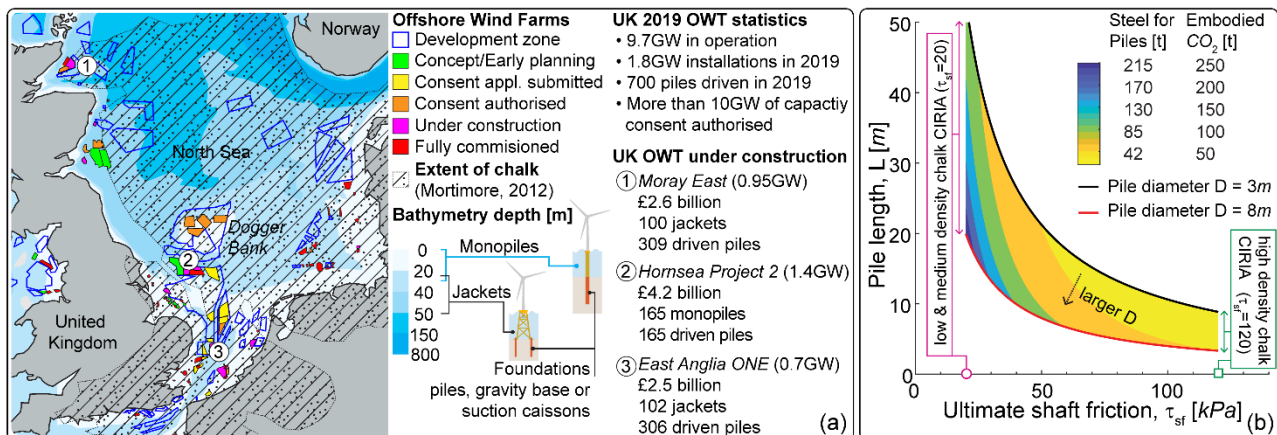 Norway
North Sea
Dogger
Bank
United
Kingdom
1
2
3
Offshore Wind Farms
Development zone
Concept/Early planning
Consent appl. submitted
Consent authorised
Under construction
Fully commisioned
Extent of chalk
(Mortimore, 2012)
Bathymetry depth [m]
0
20
50
150
800
Monopiles
Jackets
Foundations
piles, gravity base or
suction caissons
UK 2019 OWT statistics
• 9.7GW in operation
• 1.8GW installations in 2019
• 700 piles driven in 2019
• More than 10GW of capactiy
consent authorised
UK OWT under construction
① Moray East (0.95GW)
£2.6 billion
100 jackets
309 driven piles
② Hornsea Project 2 (1.4GW)
£4.2 billion
165 monopiles
165 driven piles
③ East Anglia ONE (0.7GW)
£2.5 billion
102 jackets
306 driven piles
(a)
Pile length, L [m]
50
40
30
20
10
0
0
50
100
Ultimate shaft friction, τsf [kPa]
low & medium density chalk CIRIA (τsf=20)
high density chalk
CIRIA (τsf=120)
larger D
Steel for Piles [t] Embodied CO2 [t]
215 250
170 200
130 150
85 100
42 50
Pile diameter D = 3m
Pile diameter D = 8m
(b)